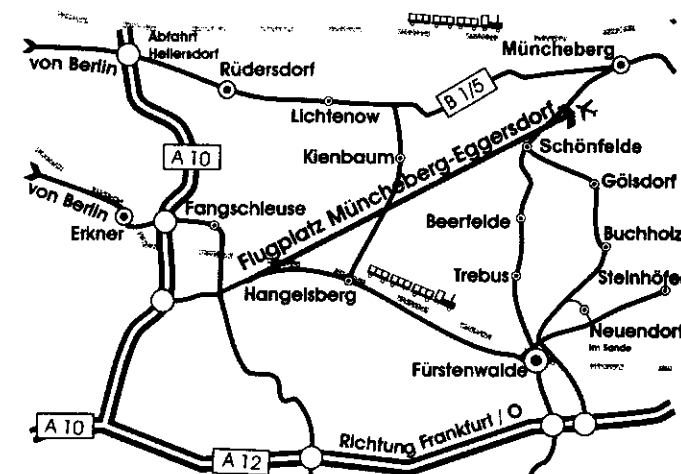 Abfahrt
Hellersdorf
von Berlin
Müncheberg
Rüdersdorf
B 1/5
Lichtenow
A 10
Kienbaum
Schönfelde
Gölsdorf
von Berlin
Erkner
Fangschleuse
Flugplatz Müncheberg-Eggersdorf
Beerfelde
Buchholz
Trebus
Steinhöfe
Hangelsberg
Neuendorf
im Sande
Fürstenwalde
A 10
A 12
Richtung Frankfurt / O